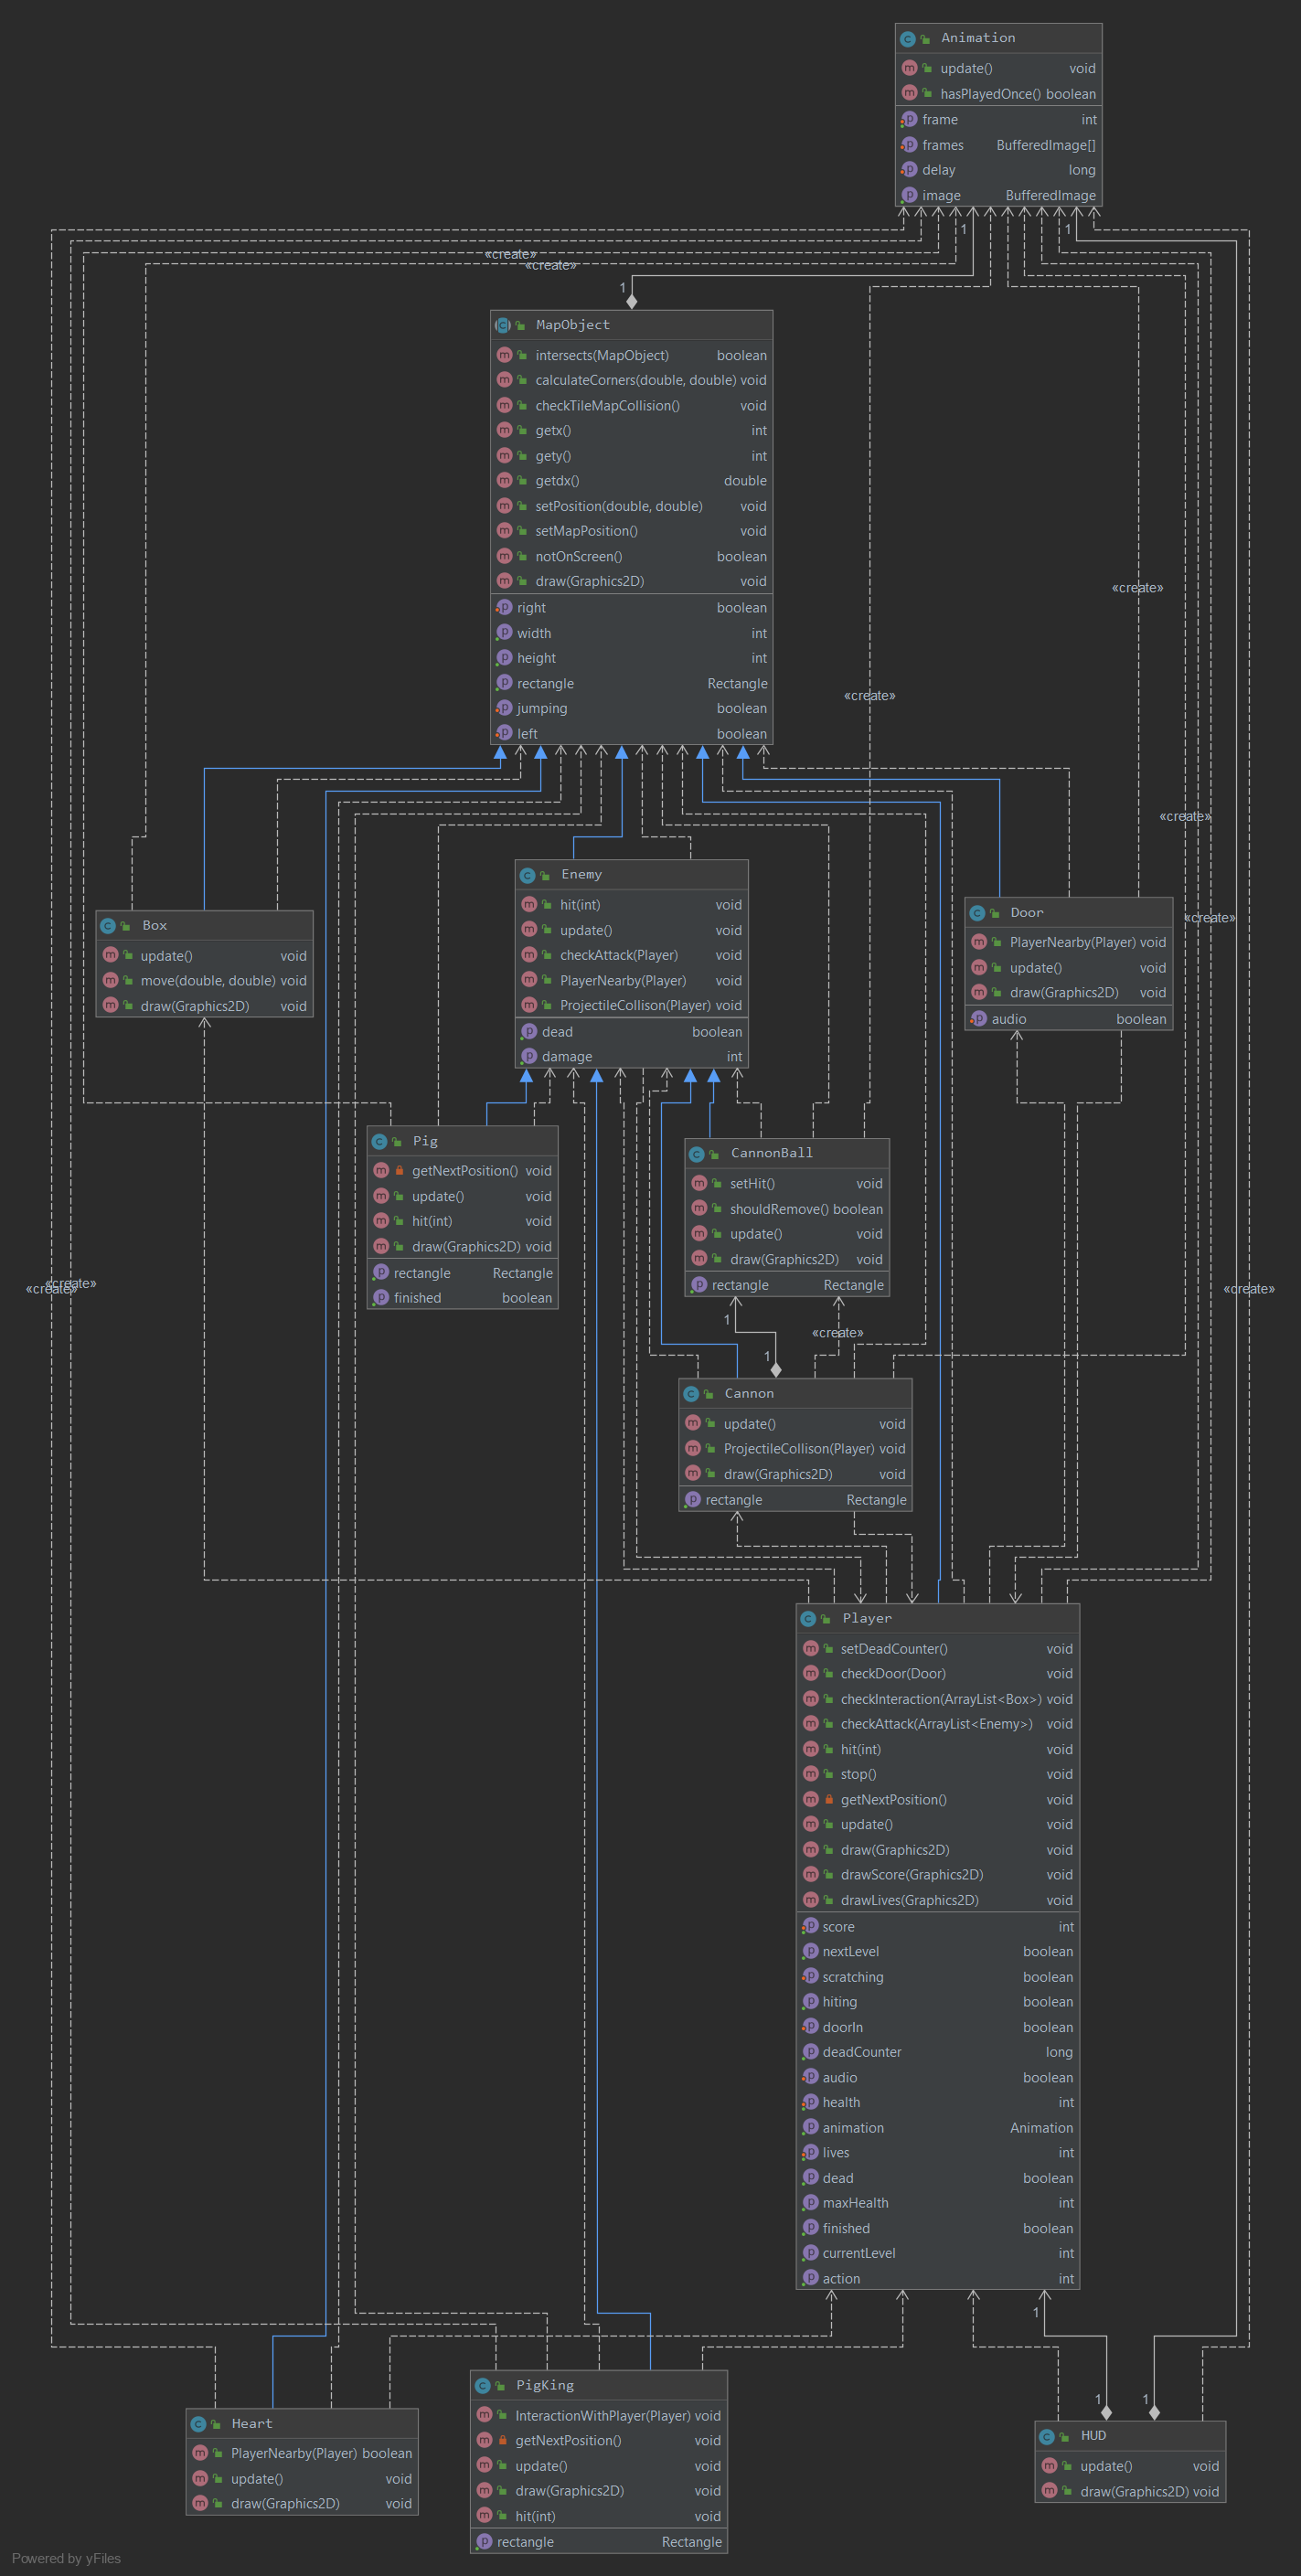 Animation
update() void
hasPlayedOnce() boolean
frame int
frames BufferedImage[]
delay long
image BufferedImage
1
1
«create»
«create»
1
MapObject
intersects(MapObject) boolean
calculateCorners(double, double) void
checkTileMapCollision() void
getx() int
gety() int
getdx() double
setPosition(double, double) void
setMapPosition() void
notOnScreen() boolean
draw(Graphics2D) void
right boolean
width int
height int
rectangle Rectangle
jumping boolean
left boolean
«create»
«create»
«create»
Enemy
hit(int) void
update() void
checkAttack(Player) void
PlayerNearby(Player) void
ProjectileCollison(Player) void
dead boolean
damage int
Box
update() void
move(double, double) void
draw(Graphics2D) void
Door
PlayerNearby(Player) void
update() void
draw(Graphics2D) void
audio boolean
«create»
Pig
getNextPosition() void
update() void
hit(int) void
draw(Graphics2D) void
rectangle Rectangle
finished boolean
CannonBall
setHit() void
shouldRemove() boolean
update() void
draw(Graphics2D) void
rectangle Rectangle
«create»
«create»
«create»
1
«create»
1
Cannon
update() void
ProjectileCollison(Player) void
draw(Graphics2D) void
rectangle Rectangle
Player
setDeadCounter() void
checkDoor(Door) void
checkInteraction(ArrayList<Box>) void
checkAttack(ArrayList<Enemy>) void
hit(int) void
stop() void
getNextPosition() void
update() void
draw(Graphics2D) void
drawScore(Graphics2D) void
drawLives(Graphics2D) void
score int
nextLevel boolean
scratching boolean
hiting boolean
doorIn boolean
deadCounter long
audio boolean
health int
animation Animation
lives int
dead boolean
maxHealth int
finished boolean
currentLevel int
action int
1
1
1
Heart
PlayerNearby(Player) boolean
update() void
draw(Graphics2D) void
PigKing
InteractionWithPlayer(Player) void
getNextPosition() void
update() void
draw(Graphics2D) void
hit(int) void
rectangle Rectangle
HUD
update() void
draw(Graphics2D) void
Powered by yFiles